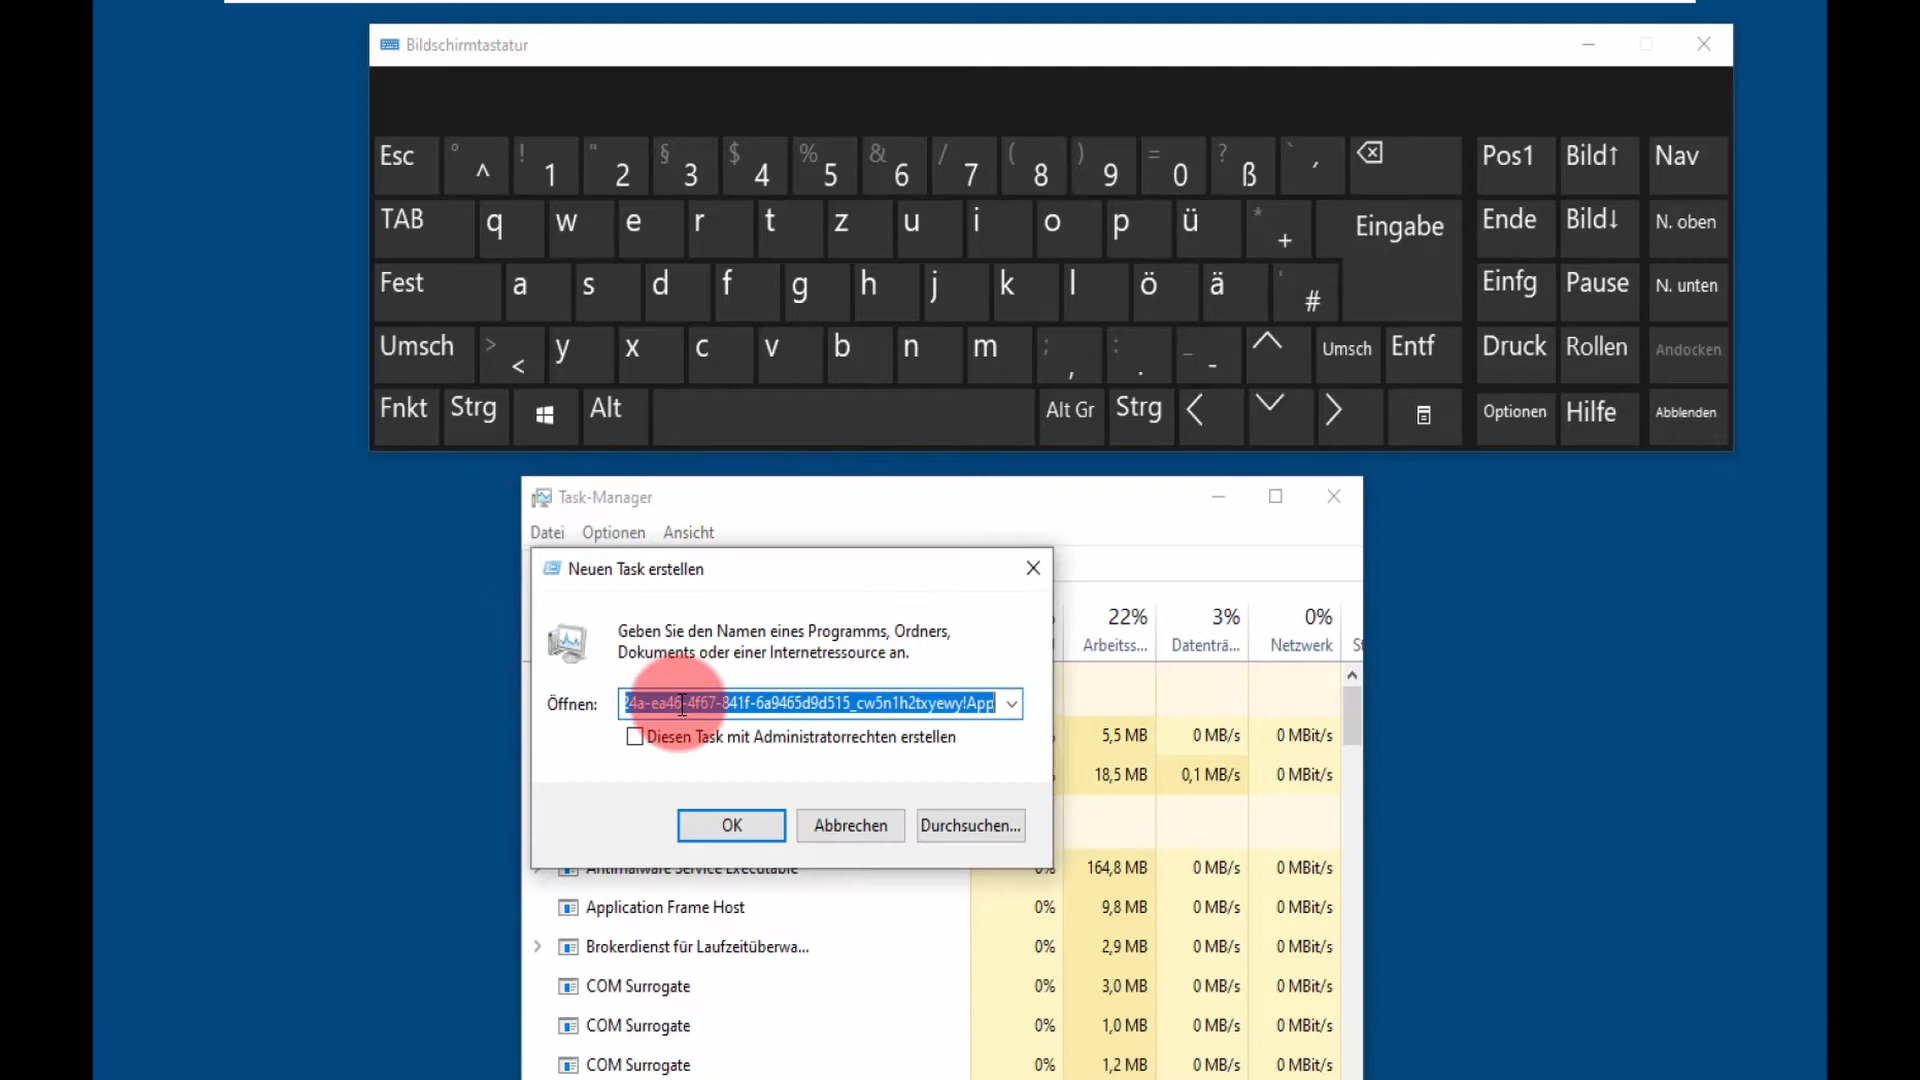 Bildschirmtastatur
Esc ° ^ ! 1 " 2 § 3 $ 4 % 5 & 6 / 7 ( 8 ) 9 = 0 ? ß ` ´ Pos1 Bild↑ Nav
TAB q w e r t z u i o p ü * + Eingabe Ende Bild↓ N. oben
Fest a s d f g h j k l ö ä ' # Einfg Pause N. unten
Umsch > < y x c v b n m ; , : . _ - Umsch Entf Druck Rollen Andocken
Fnkt Strg Alt Alt Gr Strg Optionen Hilfe Abblenden
Task-Manager
Datei Optionen Ansicht
Neuen Task erstellen
22% 3% 0%
Arbeitss... Datenträ... Netzwerk
Geben Sie den Namen eines Programms, Ordners,
Dokuments oder einer Internetressource an.
Öffnen: 24a-ea46-4f67-841f-6a9465d9d515_cw5n1h2txyewy!App
Diesen Task mit Administratorrechten erstellen
5,5 MB 0 MB/s 0 MBit/s
18,5 MB 0,1 MB/s 0 MBit/s
OK Abbrechen Durchsuchen...
Antimalware Service Executable 0% 164,8 MB 0 MB/s 0 MBit/s
Application Frame Host 0% 9,8 MB 0 MB/s 0 MBit/s
Brokerdienst für Laufzeitüberwa... 0% 2,9 MB 0 MB/s 0 MBit/s
COM Surrogate 0% 3,0 MB 0 MB/s 0 MBit/s
COM Surrogate 0% 1,0 MB 0 MB/s 0 MBit/s
COM Surrogate 0% 1,2 MB 0 MB/s 0 MBit/s